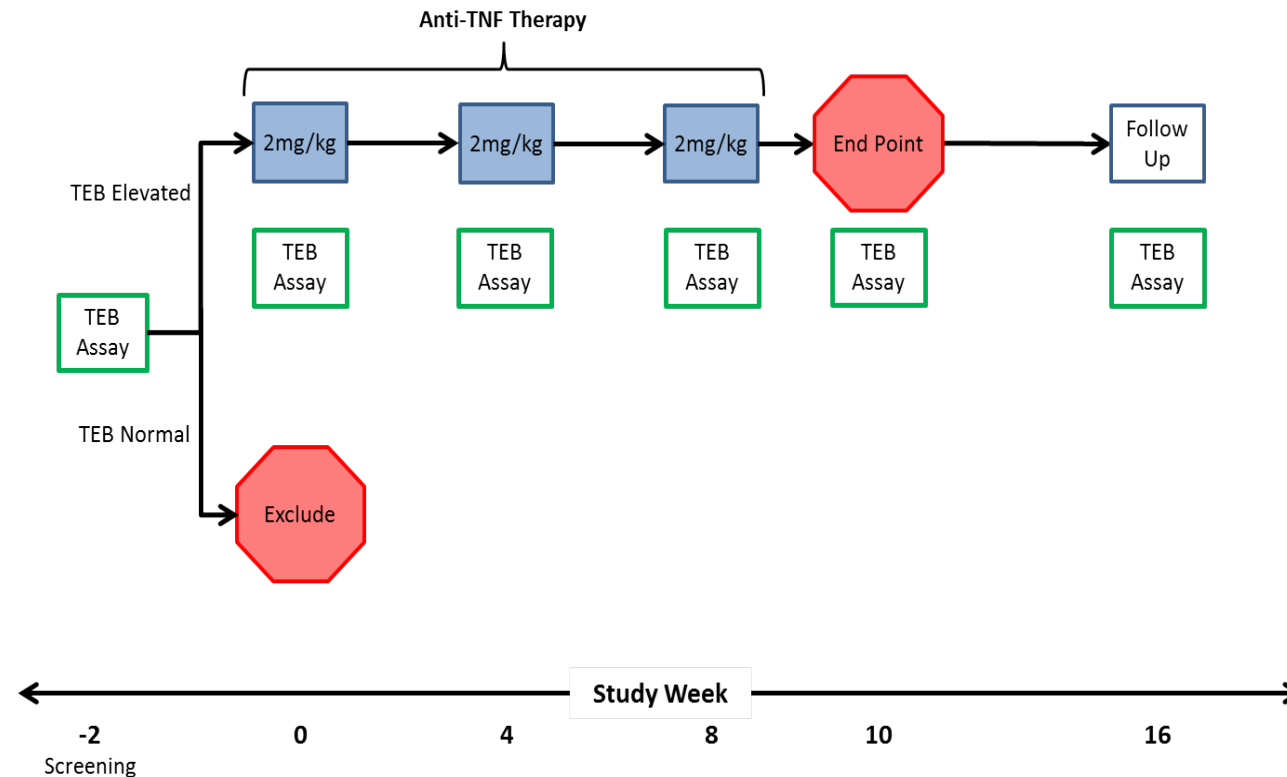 Anti-TNF Therapy
2mg/kg
2mg/kg
2mg/kg
End Point
Follow
Up
TEB Elevated
TEB
Assay
TEB
Assay
TEB
Assay
TEB
Assay
TEB
Assay
TEB
Assay
TEB Normal
Exclude
Study Week
-2
0
4
8
10
16
Screening